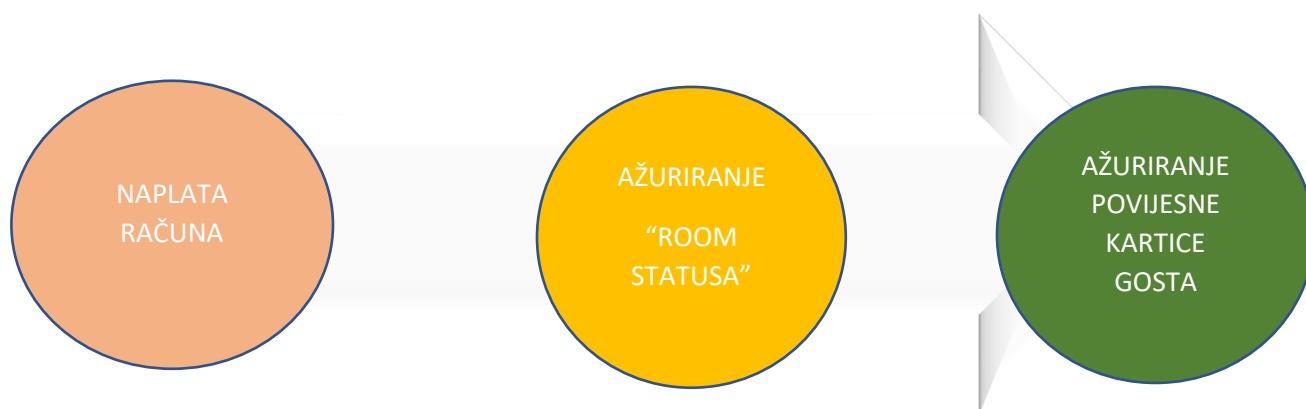 NAPLATA
RAČUNA
AŽURIRANJE
“ROOM
STATUSA”
AŽURIRANJE
POVIJESNE
KARTICE
GOSTA